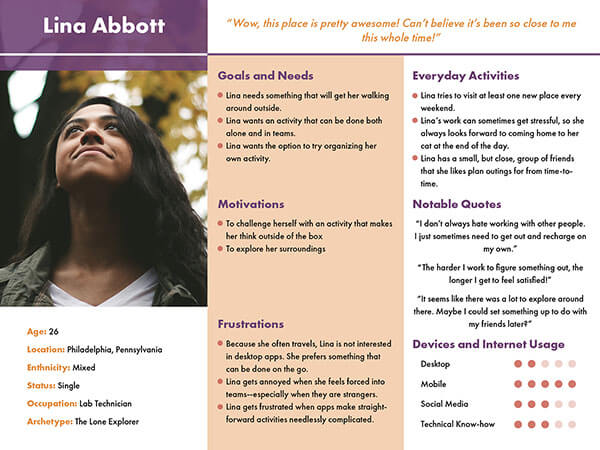 Lina Abbott
“Wow, this place is pretty awesome! Can’t believe it’s been so close to me
this whole time!”
Age: 26
Location: Philadelphia, Pennsylvania
Enthnicity: Mixed
Status: Single
Occupation: Lab Technician
Archetype: The Lone Explorer
Goals and Needs
Lina needs something that will get her walking
around outside.
Lina wants an activity that can be done both
alone and in teams.
Lina wants the option to try organizing her
own activity.
Motivations
To challenge herself with an activity that makes
her think outside of the box
To explore her surroundings
Frustrations
Because she often travels, Lina is not interested
in desktop apps. She prefers something that
can be done on the go.
Lina gets annoyed when she feels forced into
teams--especially when they are strangers.
Lina gets frustrated when apps make straight-
forward activities needlessly complicated.
Everyday Activities
Lina tries to visit at least one new place every
weekend.
Lina’s work can sometimes get stressful, so she
always looks forward to coming home to her
cat at the end of the day.
Lina has a small, but close, group of friends
that she likes plan outings for from time-to-
time.
Notable Quotes
“I don’t always hate working with other people.
I just sometimes need to get out and recharge on
my own.”
“The harder I work to figure something out, the
longer I get to feel satisfied!”
“It seems like there was a lot to explore around
there. Maybe I could set something up to do with
my friends later?”
Devices and Internet Usage
Desktop
Mobile
Social Media
Technical Know-how